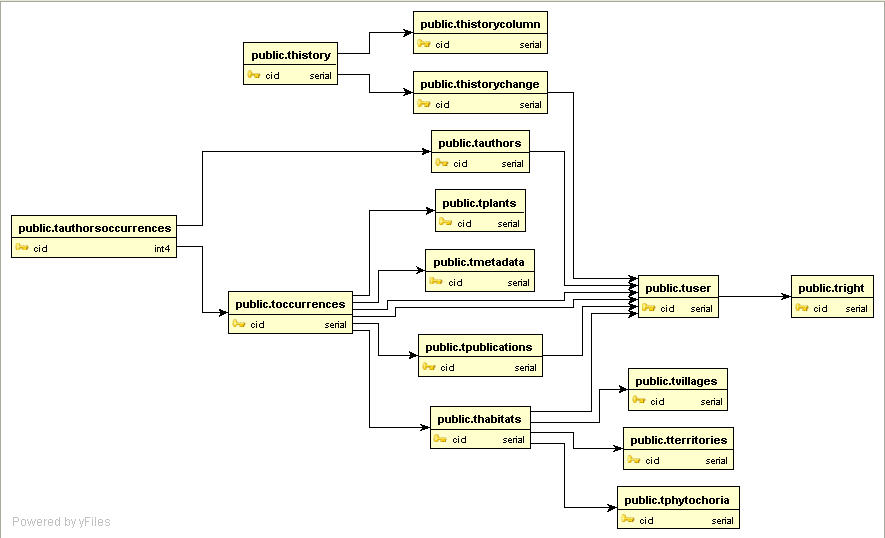 public.thistorycolumn
cid serial
public.thistory
cid serial
public.thistorychange
cid serial
public.tauthors
cid serial
public.tplants
cid serial
public.tauthorsoccurrences
cid int4
public.tmetadata
cid serial
public.toccurrences
cid serial
public.tuser
cid serial
public.tright
cid serial
public.tpublications
cid serial
public.tvillages
cid serial
public.thabitats
cid serial
public.tterritories
cid serial
public.tphytochoria
cid serial
Powered by yFiles